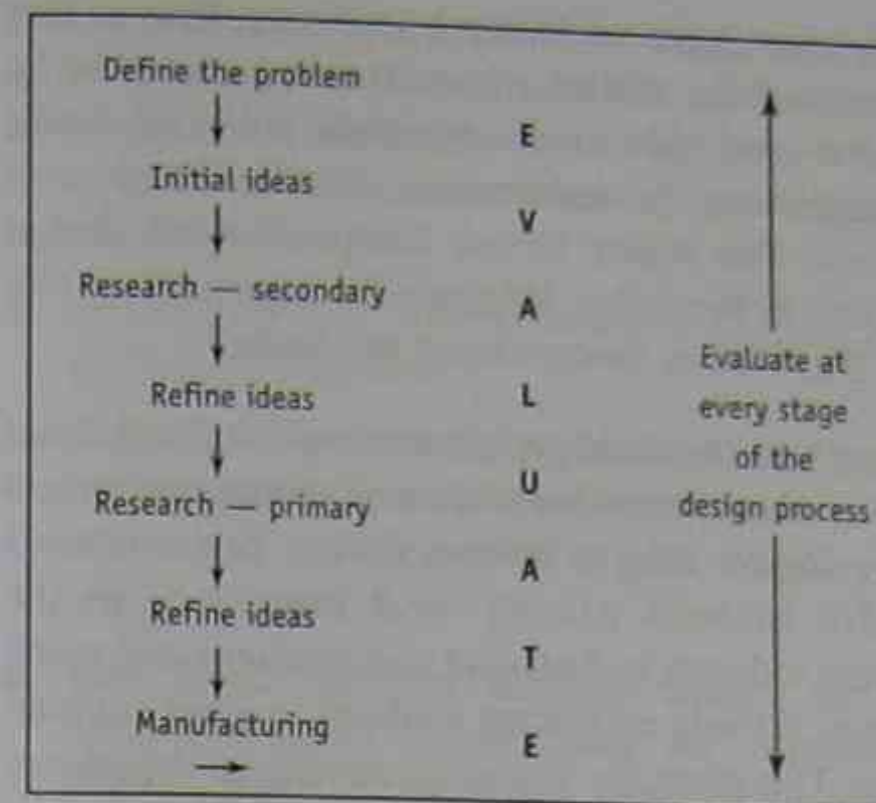 Define the problem
Initial ideas
Research — secondary
Refine ideas
Research — primary
Refine ideas
Manufacturing
E
V
A
L
U
A
T
E
Evaluate at
every stage
of the
design process